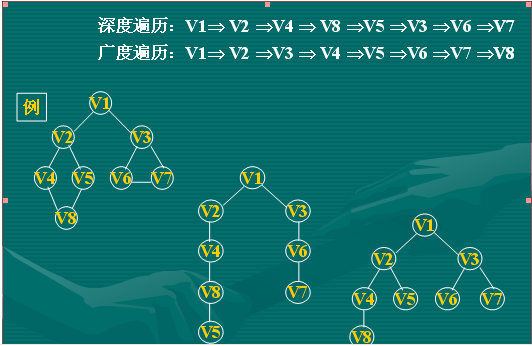 深度遍历：V1⇒ V2 ⇒V4 ⇒ V8 ⇒V5 ⇒V3 ⇒V6 ⇒V7
广度遍历：V1⇒ V2 ⇒V3 ⇒ V4 ⇒V5 ⇒V6 ⇒V7 ⇒V8
例
V1
V2 V3
V4 V5 V6 V7
V8
V1
V2 V3
V4 V6
V8 V7
V5
V1
V2 V3
V4 V5 V6 V7
V8